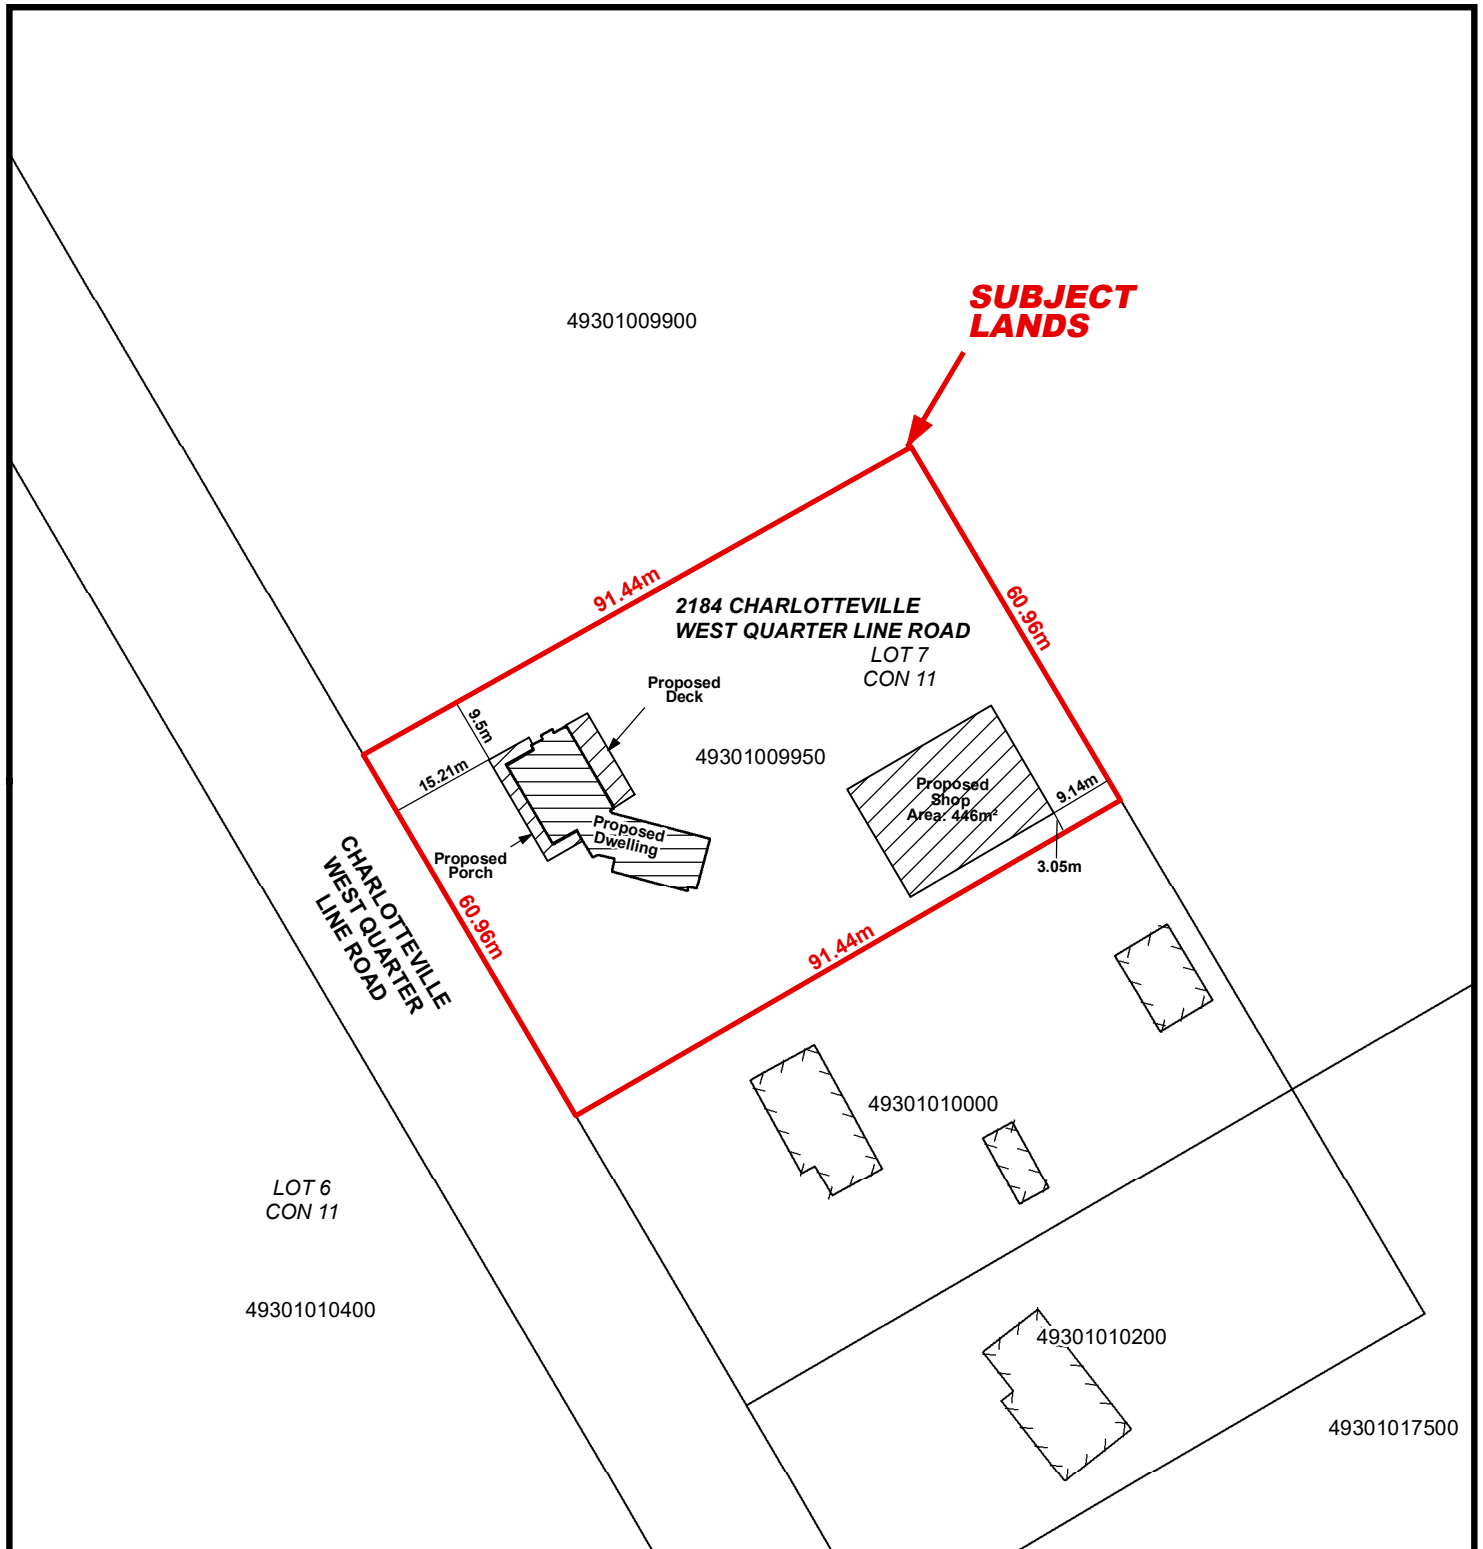 SUBJECT
LANDS
49301009900
91.44m
60.96m
2184 CHARLOTTEVILLE
WEST QUARTER LINE ROAD
LOT 7
CON 11
Proposed
Deck
9.5m
49301009950
15.21m
Proposed
Shop
Area: 446m²
9.14m
Proposed
Dwelling
Proposed
Porch
3.05m
CHARLOTTEVILLE
WEST QUARTER
LINE ROAD
60.96m
91.44m
49301010000
LOT 6
CON 11
49301010400
49301010200
49301017500